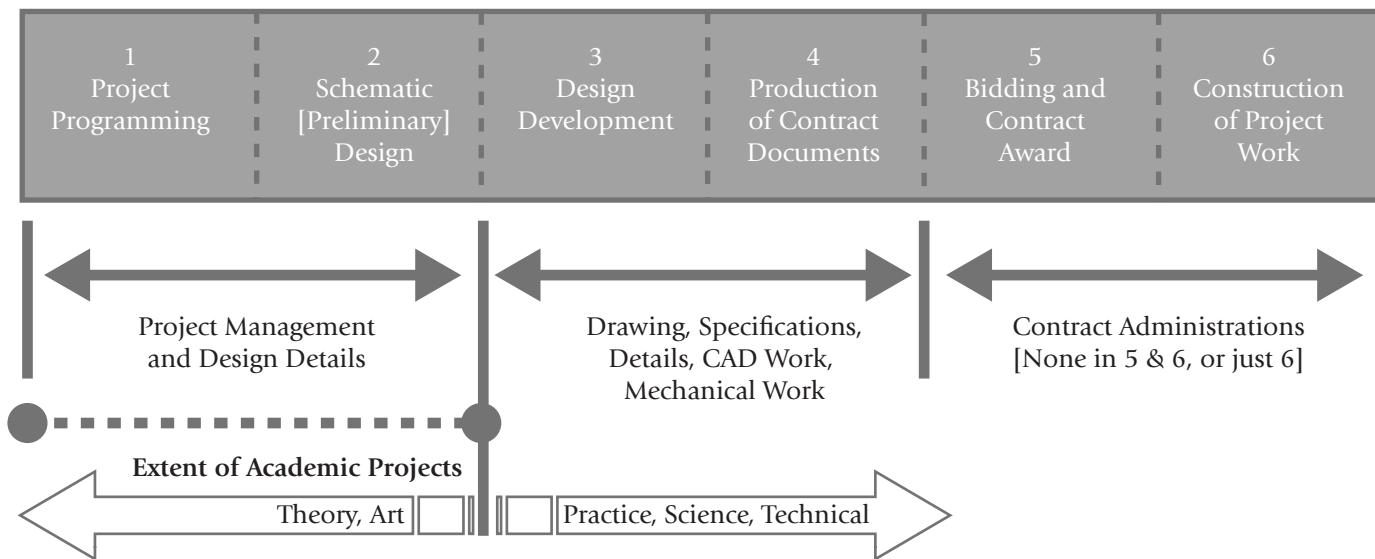 1
Project
Programming
2
Schematic
[Preliminary]
Design
3
Design
Development
4
Production
of Contract
Documents
5
Bidding and
Contract
Award
6
Construction
of Project
Work
Project Management
and Design Details
Drawing, Specifications,
Details, CAD Work,
Mechanical Work
Contract Administrations
[None in 5 & 6, or just 6]
Extent of Academic Projects
Theory, Art
Practice, Science, Technical